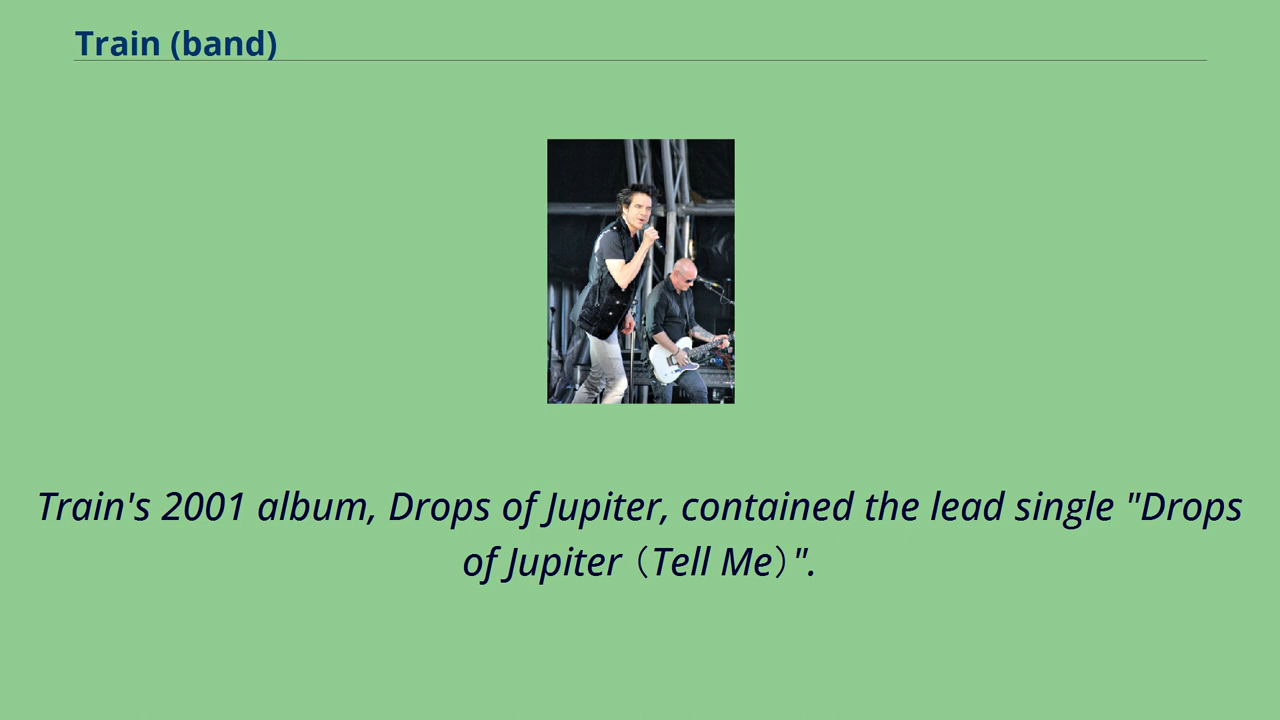 Train (band)
Train's 2001 album, Drops of Jupiter, contained the lead single "Drops
of Jupiter（Tell Me）".